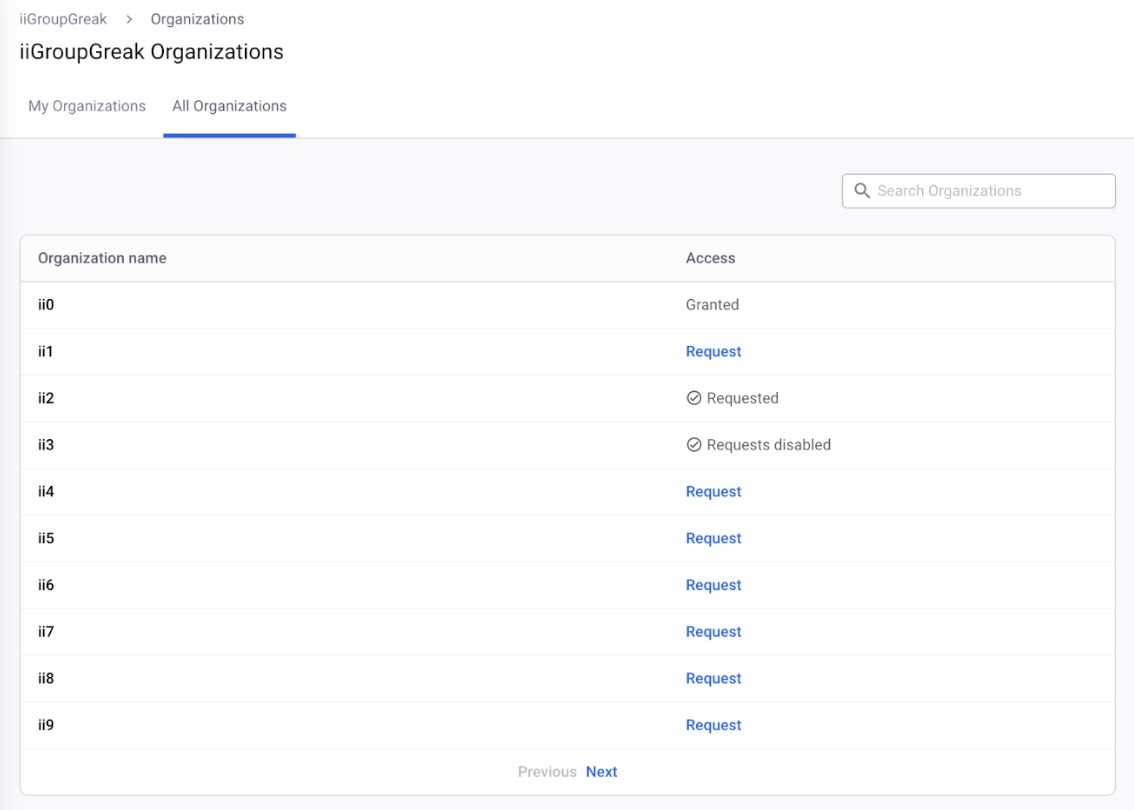 iiGroupGreak > Organizations
iiGroupGreak Organizations
My Organizations All Organizations
Search Organizations
Organization name Access
ii0 Granted
ii1 Request
ii2 Requested
ii3 Requests disabled
ii4 Request
ii5 Request
ii6 Request
ii7 Request
ii8 Request
ii9 Request
Previous Next